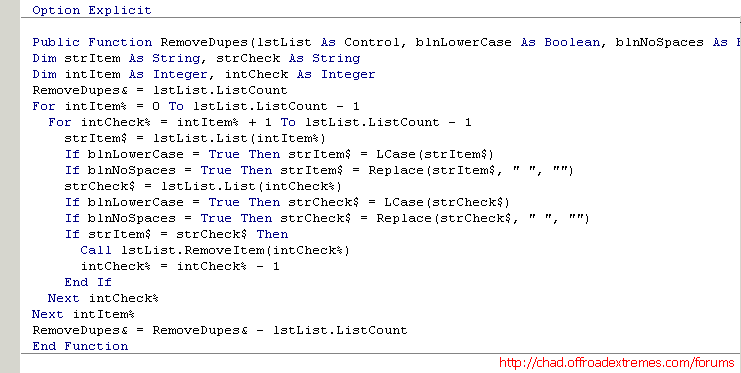 Option Explicit
Public Function RemoveDupes(lstList As Control, blnLowerCase As Boolean, blnNoSpaces As
Dim strItem As String, strCheck As String
Dim intItem As Integer, intCheck As Integer
RemoveDupes& = lstList.ListCount
For intItem% = 0 To lstList.ListCount - 1
For intCheck% = intItem% + 1 To lstList.ListCount - 1
strItem$ = lstList.List(intItem%)
If blnLowerCase = True Then strItem$ = LCase(strItem$)
If blnNoSpaces = True Then strItem$ = Replace(strItem$, " ", "")
strCheck$ = lstList.List(intCheck%)
If blnLowerCase = True Then strCheck$ = LCase(strCheck$)
If blnNoSpaces = True Then strCheck$ = Replace(strCheck$, " ", "")
If strItem$ = strCheck$ Then
Call lstList.RemoveItem(intCheck%)
intCheck% = intCheck% - 1
End If
Next intCheck%
Next intItem%
RemoveDupes& = RemoveDupes& - lstList.ListCount
End Function
http://chad.offroadextremes.com/forums